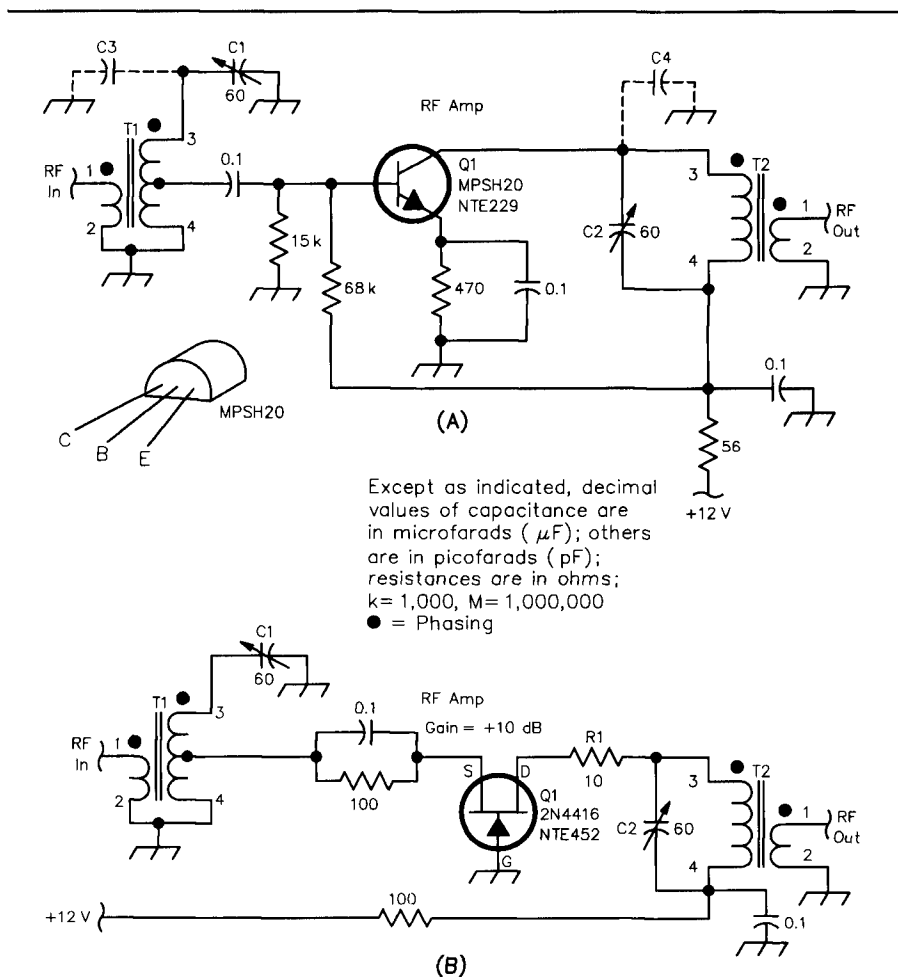 C3
C1
60
C4
RF Amp
T1
3
RF
In
1
2
4
0.1
Q1
MPSH20
NTE229
15k
68k
470
0.1
3
T2
C2
60
1
RF
Out
4
2
0.1
MPSH20
C
B
E
(A)
56
+12 V
Except as indicated, decimal
values of capacitance are
in microfarads ( µF); others
are in picofarads ( pF);
resistances are in ohms;
k= 1,000, M= 1,000,000
● = Phasing
C1
60
T1
3
RF
In
1
2
4
RF Amp
Gain = +10 dB
0.1
100
S
D
Q1
2N4416
NTE452
G
R1
10
3
T2
C2
60
1
RF
Out
4
2
+12 V
100
0.1
(B)